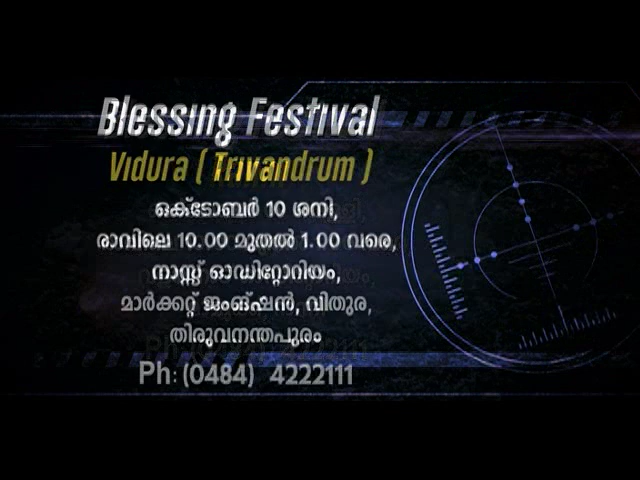 Blessing Festival
Vidura ( Trivandrum )
ഒക്ടോബർ 10 ശനി,
രാവിലെ 10.00 മുതൽ 1.00 വരെ,
നാസ്സ് ഓഡിറ്റോറിയം,
മാർക്കറ്റ് ജംങ്ഷൻ, വിതുര,
തിരുവനന്തപുരം
Ph: (0484) 4222111